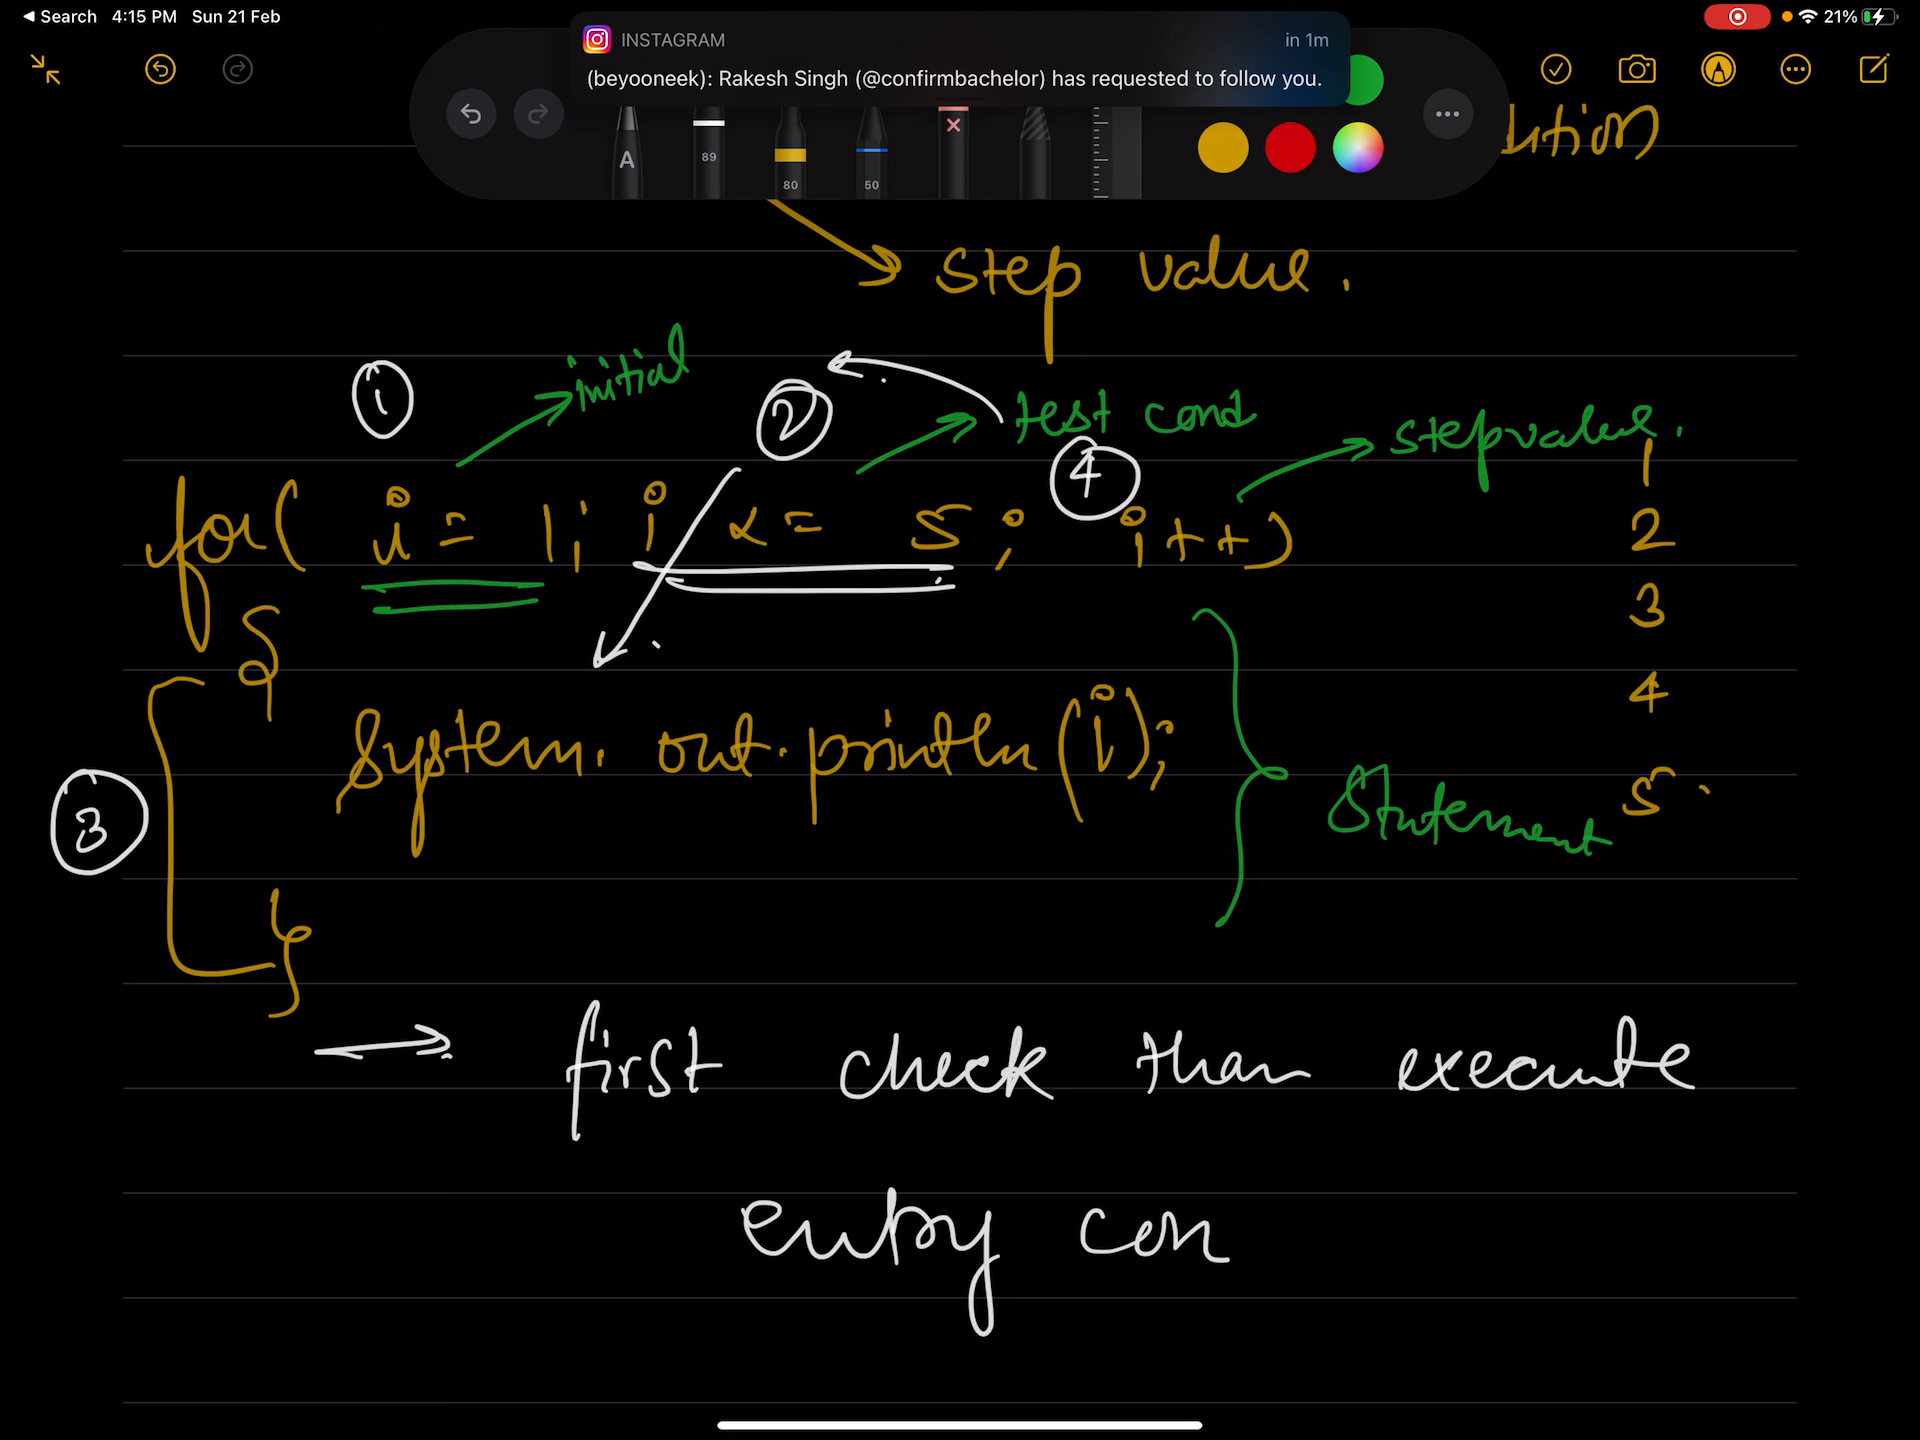 Search 4:15 PM Sun 21 Feb
21%
INSTAGRAM in 1m
(beyooneek): Rakesh Singh (@confirmbachelor) has requested to follow you.
A 89 80 50
step value.
1 initial 2 test cond
4 stepvalue.
for( i = 1; i <= 5; i++)
{
System.out.println(i);
3 Statement
}
1
2
3
4
5
→ first check than execute
entry con